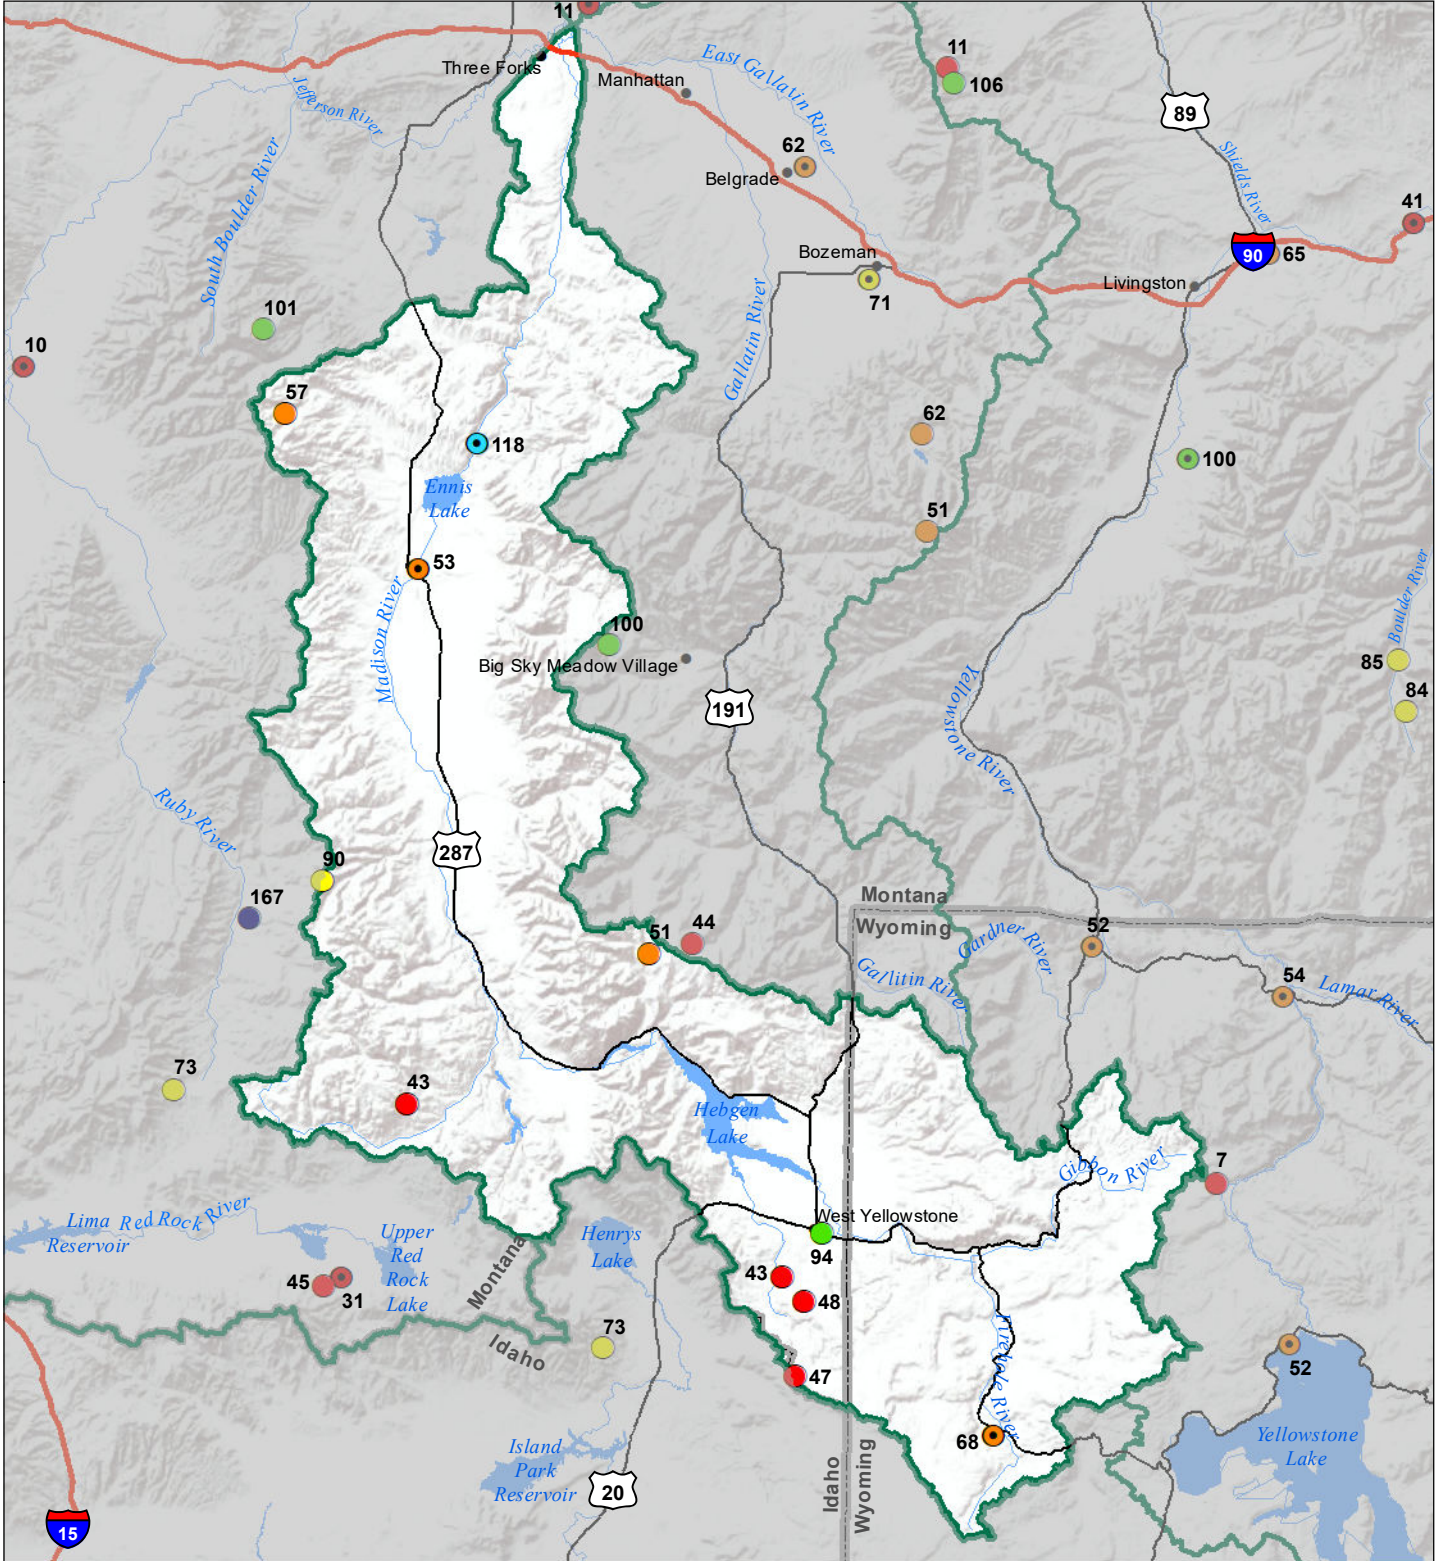 11
Three Forks
Manhattan
East Gallatin River
11
106
89
Jefferson River
62
Belgrade
Shields River
South Boulder River
41
Bozeman
90
65
71
Livingston
Gallatin River
101
10
57
62
118
100
Ennis
Lake
51
53
Madison River
Boulder River
100
Big Sky Meadow Village
85
84
191
Yellowstone River
Ruby River
287
90
167
Montana
Wyoming
51
44
52
Gardner River
Gallitin River
54
Lamar River
73
43
Hebgen
Lake
Gibbon River
7
Lima
Reservoir
Red Rock River
Upper
Red
Rock
Lake
Montana
Henrys
Lake
West Yellowstone
94
45
31
43
48
Idaho
73
47
Firehole River
52
68
Yellowstone
Lake
Island
Park
Reservoir
20
Idaho
Wyoming
15